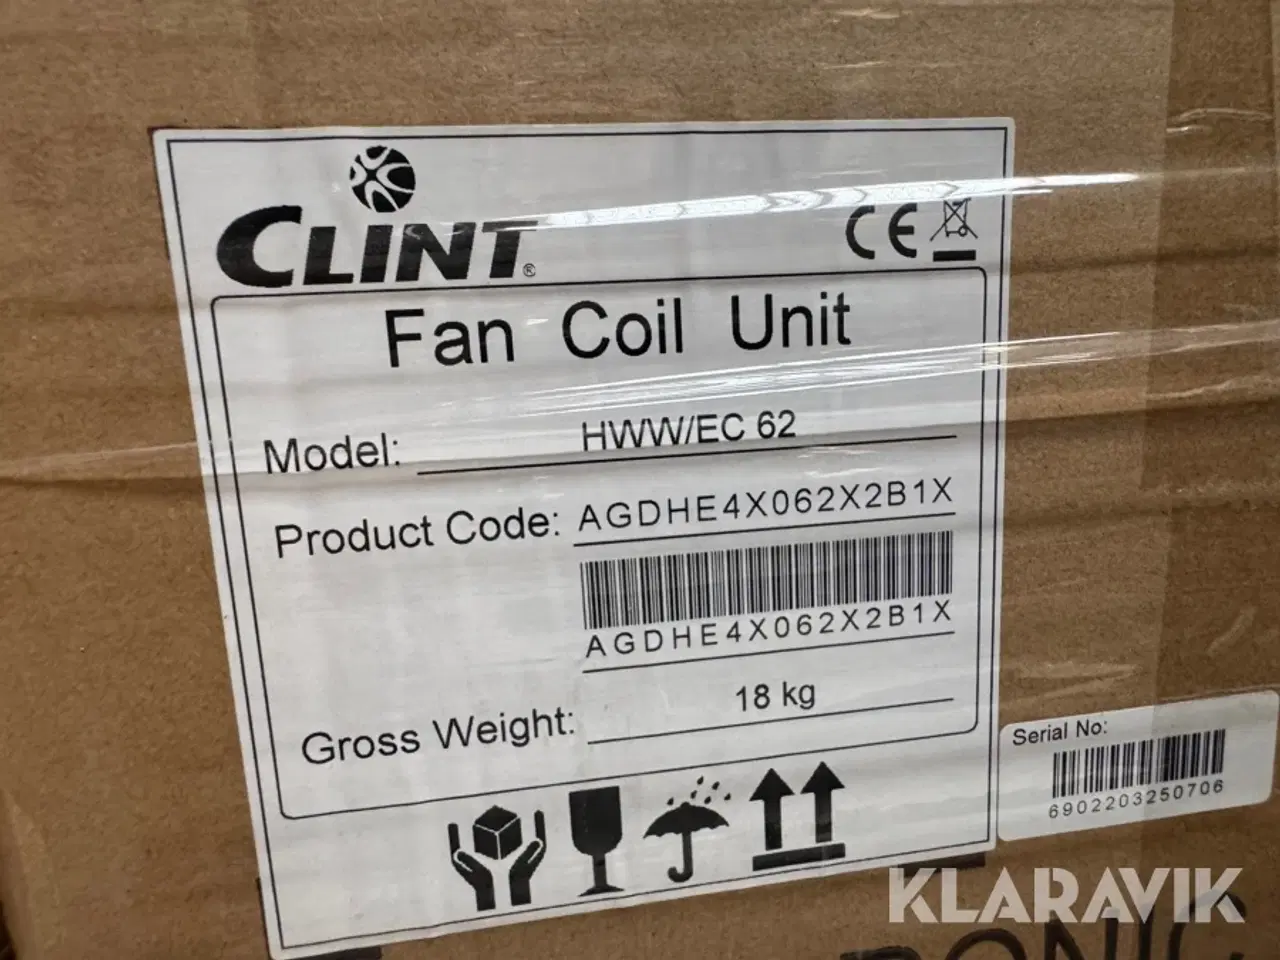 CLINT®
CE
Fan Coil Unit
Model: HWW/EC 62
Product Code: AGDHE4X062X2B1X
AGDHE4X062X2B1X
Gross Weight: 18 kg
Serial No:
6902203250706
KLARAVIK